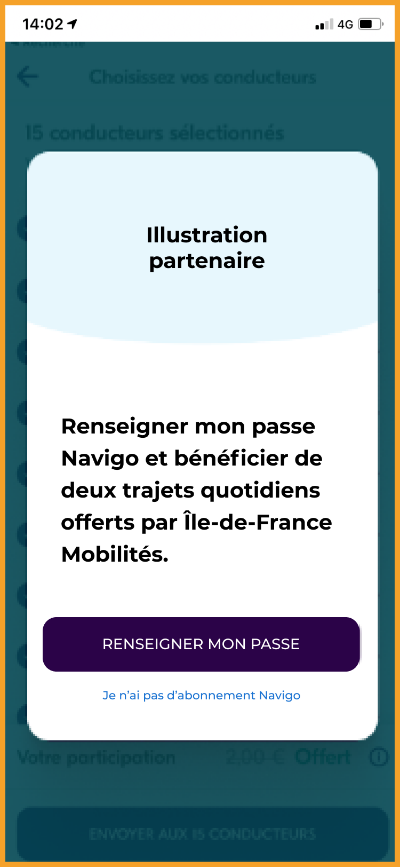 14:02
4G
Recherche
Choisissez vos conducteurs
15 conducteurs sélectionnés
Illustration
partenaire
Renseigner mon passe
Navigo et bénéficier de
deux trajets quotidiens
offerts par Île-de-France
Mobilités.
RENSEIGNER MON PASSE
Je n'ai pas d'abonnement Navigo
Votre participation 2,00 € Offert
ENVOYER AUX 15 CONDUCTEURS